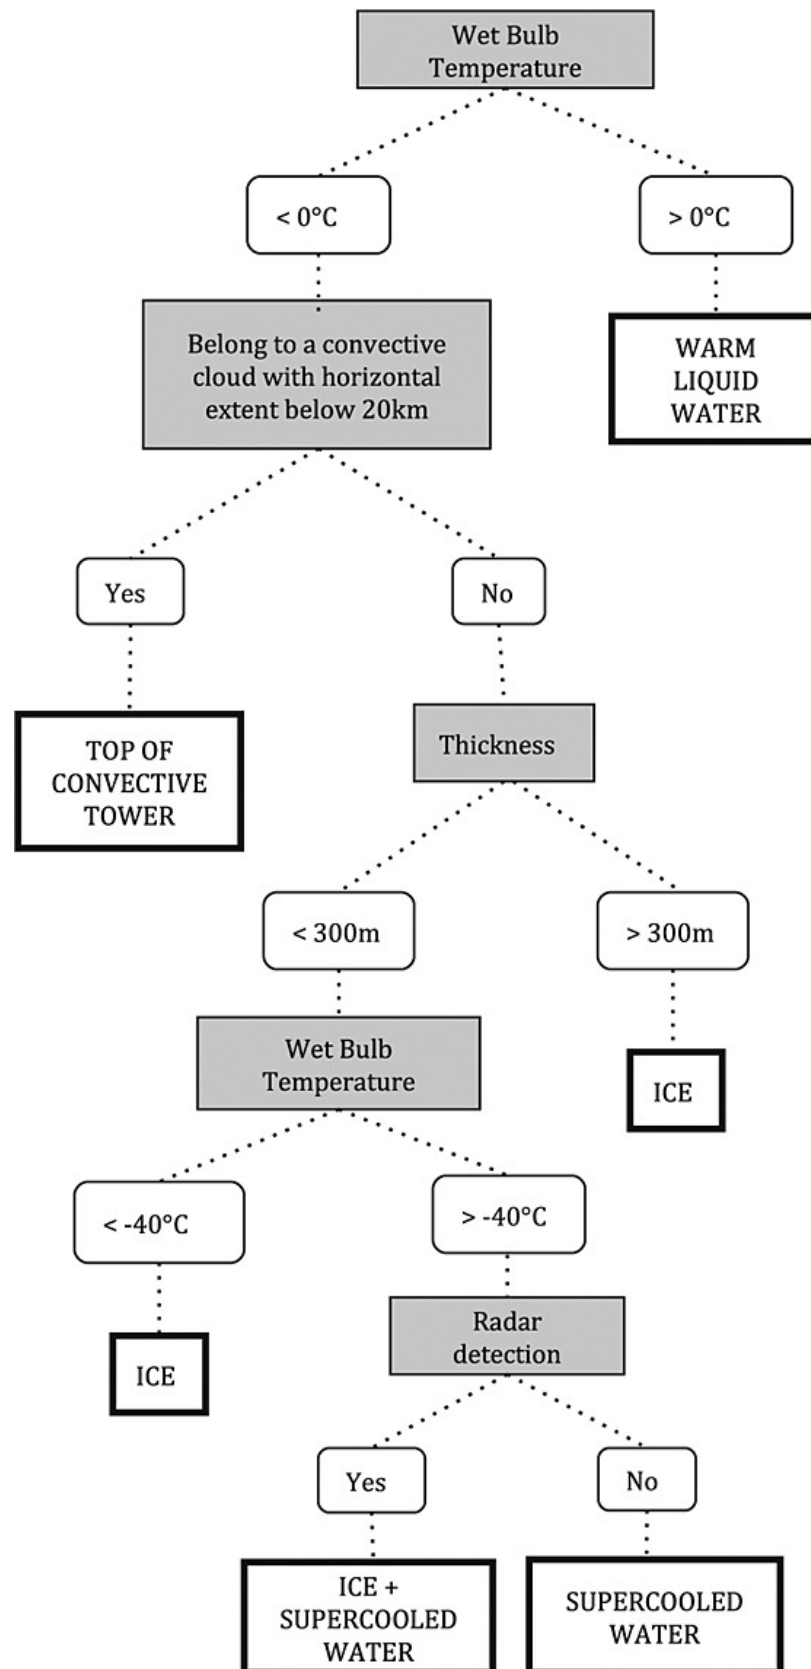 Wet Bulb
Temperature
< 0°C
> 0°C
Belong to a convective
cloud with horizontal
extent below 20km
WARM
LIQUID
WATER
Yes
No
TOP OF
CONVECTIVE
TOWER
Thickness
< 300m
> 300m
Wet Bulb
Temperature
ICE
< -40°C
> -40°C
ICE
Radar
detection
Yes
No
ICE +
SUPERCOOLED
WATER
SUPERCOOLED
WATER